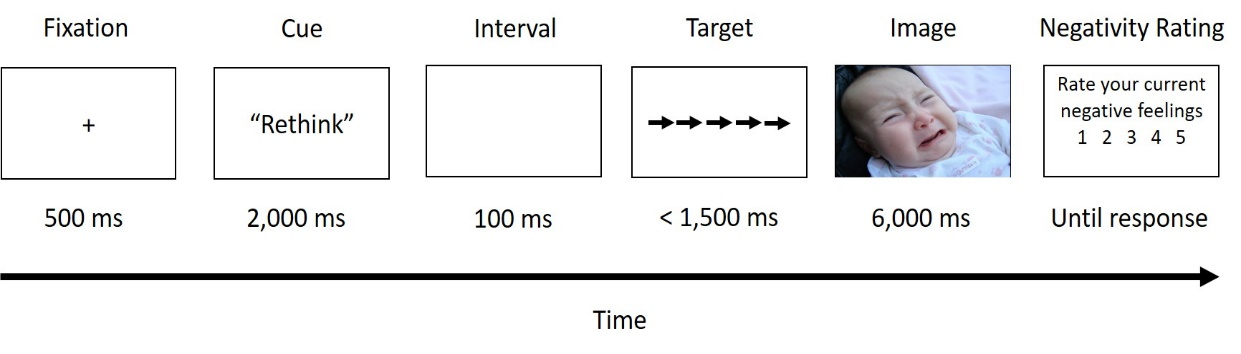 Fixation Cue Interval Target Image Negativity Rating
+
“Rethink”
Rate your current
negative feelings
1 2 3 4 5
500 ms 2,000 ms 100 ms < 1,500 ms 6,000 ms Until response
Time